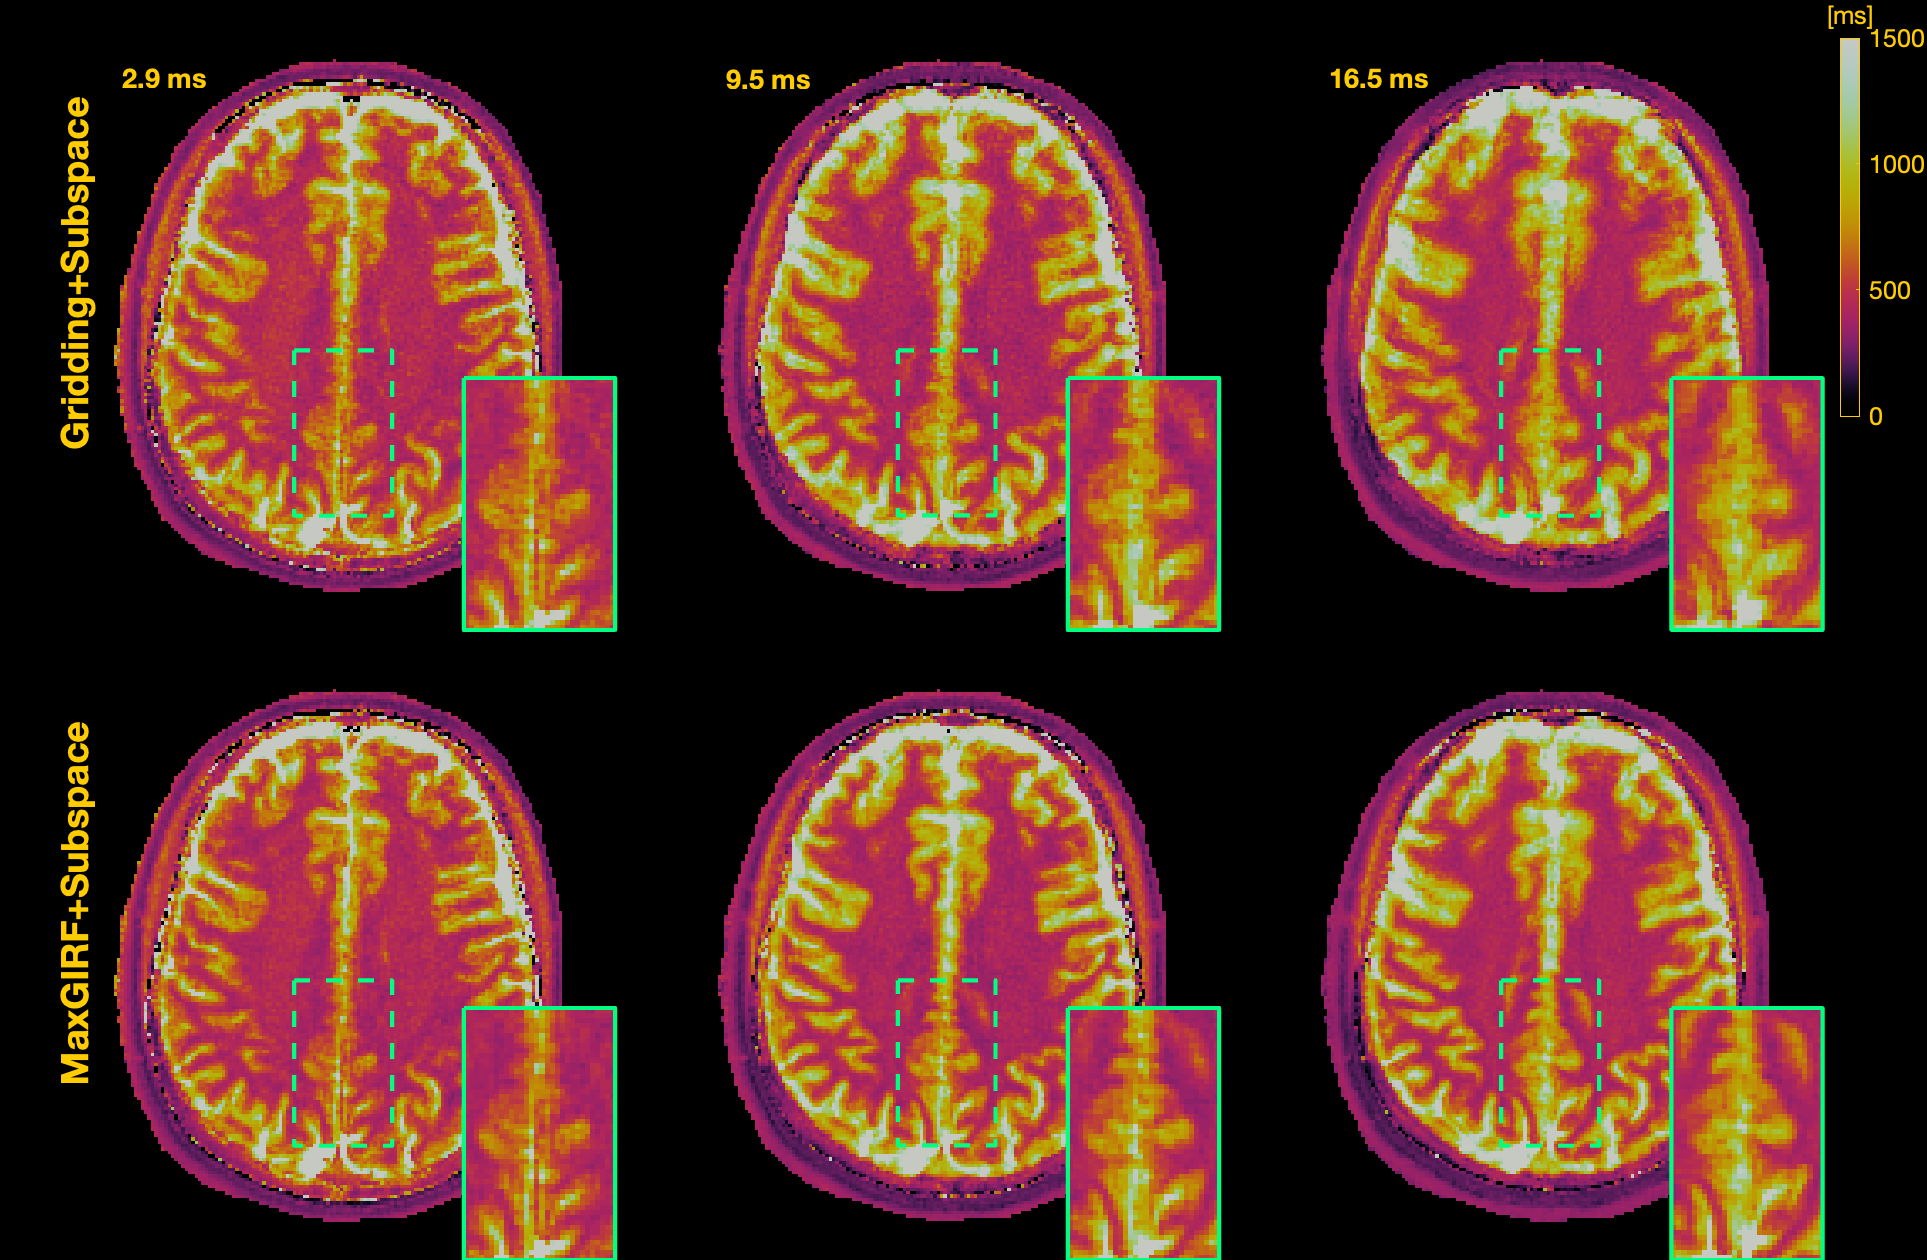 [ms]
2.9 ms
9.5 ms
16.5 ms
1500
1000
500
0
Gridding+Subspace
MaxGIRF+Subspace